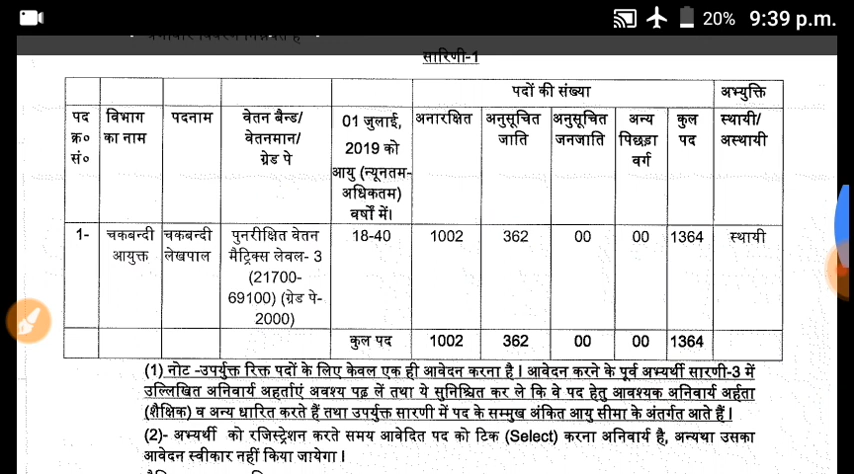 20% 9:39 p.m.
सारिणी-1
पदों की संख्या अभ्युक्ति
पद क्र० सं० विभाग का नाम पदनाम वेतन बैन्ड/ वेतनमान/ ग्रेड पे 01 जुलाई, 2019 को आयु (न्यूनतम- अधिकतम) वर्षों में। अनारक्षित अनुसूचित जाति अनुसूचित जनजाति अन्य पिछड़ा वर्ग कुल पद स्थायी/ अस्थायी
1- चकबन्दी आयुक्त चकबन्दी लेखपाल पुनरीक्षित वेतन मैट्रिक्स लेवल- 3 (21700- 69100) (ग्रेड पे- 2000) 18-40 1002 362 00 00 1364 स्थायी
कुल पद 1002 362 00 00 1364
(1) नोट -उपर्युक्त रिक्त पदों के लिए केवल एक ही आवेदन करना है। आवेदन करने के पूर्व अभ्यर्थी सारणी-3 में
उल्लिखित अनिवार्य अहर्ताएं अवश्य पढ़ लें तथा ये सुनिश्चित कर ले कि वे पद हेतु आवश्यक अनिवार्य अर्हता
(शैक्षिक) व अन्य धारित करते हैं तथा उपर्युक्त सारणी में पद के सम्मुख अंकित आयु सीमा के अंतर्गत आते हैं।
(2)- अभ्यर्थी को रजिस्ट्रेशन करते समय आवेदित पद को टिक (Select) करना अनिवार्य है, अन्यथा उसका
आवेदन स्वीकार नहीं किया जायेगा।